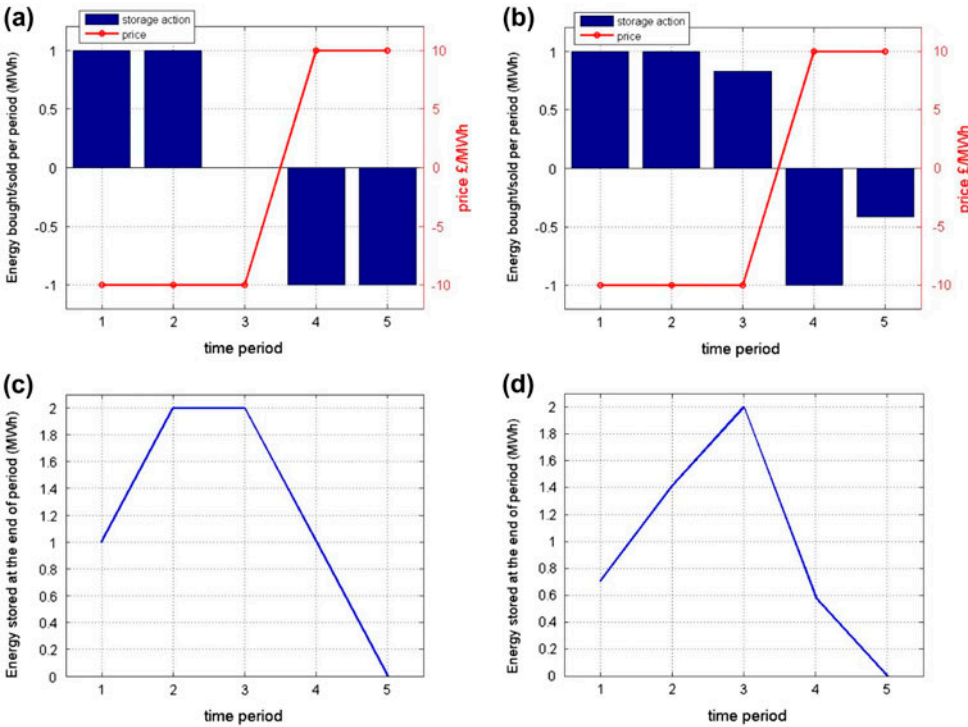 (a)
storage action
price
Energy bought/sold per period (MWh)
1
0.5
0
-0.5
-1
10
5
0
-5
-10
price £/MWh
1 2 3 4 5
time period
(b)
storage action
price
Energy bought/sold per period (MWh)
1
0.5
0
-0.5
-1
10
5
0
-5
-10
price £/MWh
1 2 3 4 5
time period
(c)
Energy stored at the end of period (MWh)
2
1.8
1.6
1.4
1.2
1
0.8
0.6
0.4
0.2
0
1 2 3 4 5
time period
(d)
Energy stored at the end of period (MWh)
2
1.8
1.6
1.4
1.2
1
0.8
0.6
0.4
0.2
0
1 2 3 4 5
time period